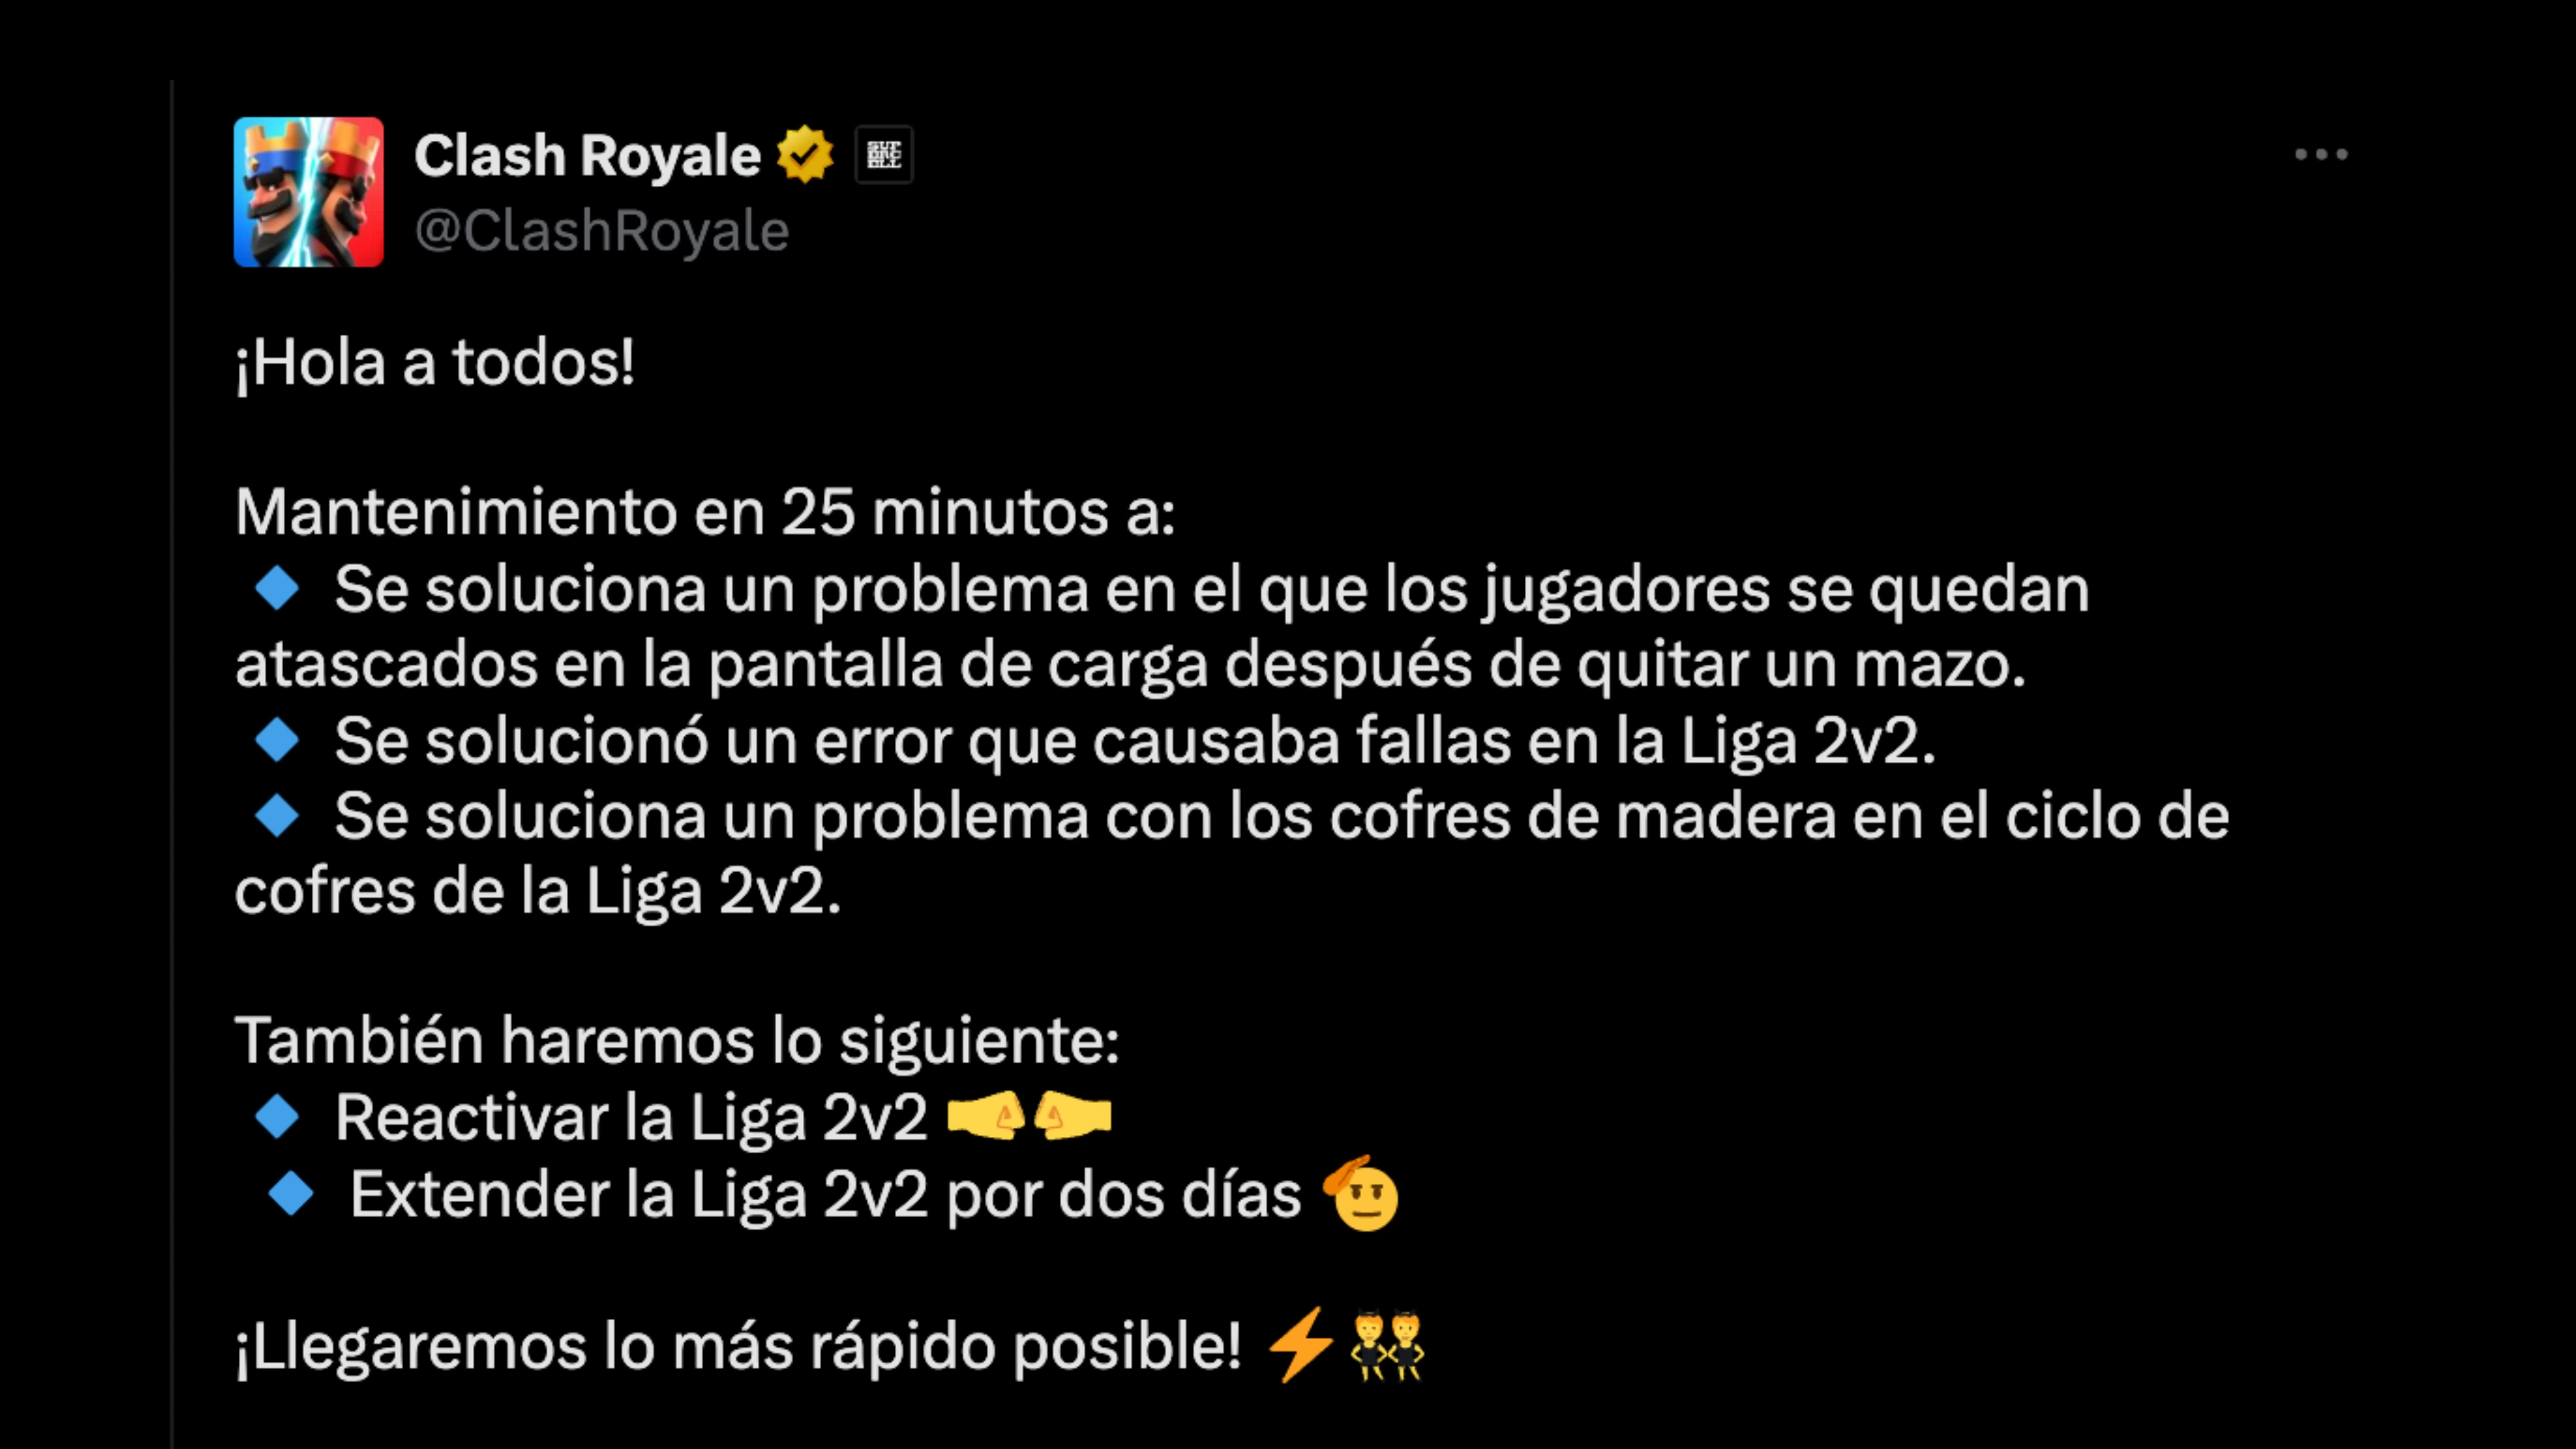 Clash Royale
@ClashRoyale
¡Hola a todos!
Mantenimiento en 25 minutos a:
🔹 Se soluciona un problema en el que los jugadores se quedan
atascados en la pantalla de carga después de quitar un mazo.
🔹 Se solucionó un error que causaba fallas en la Liga 2v2.
🔹 Se soluciona un problema con los cofres de madera en el ciclo de
cofres de la Liga 2v2.
También haremos lo siguiente:
🔹 Reactivar la Liga 2v2 🤜🤛
🔹 Extender la Liga 2v2 por dos días 🫡
¡Llegaremos lo más rápido posible! ⚡👯